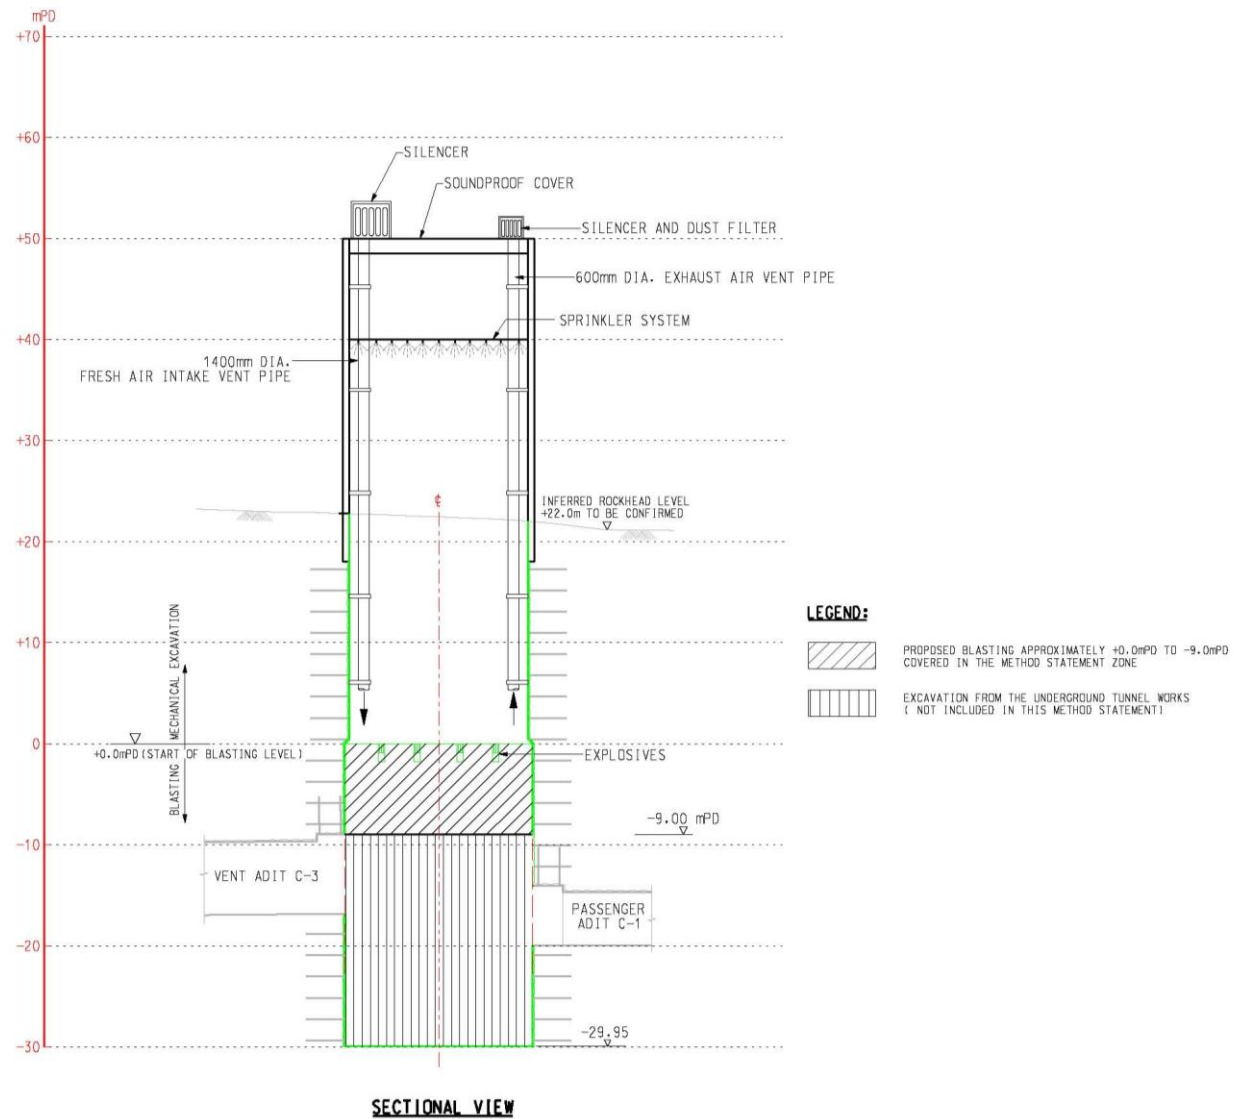 mPD
+70
+60
SILENCER
SOUNDPROOF COVER
+50
SILENCER AND DUST FILTER
600mm DIA. EXHAUST AIR VENT PIPE
SPRINKLER SYSTEM
+40
1400mm DIA.
FRESH AIR INTAKE VENT PIPE
+30
INFERRED ROCKHEAD LEVEL
+22.0m TO BE CONFIRMED
℄
+20
+10
MECHANICAL EXCAVATION
BLASTING
0
+0.0mPD(START OF BLASTING LEVEL)
EXPLOSIVES
-9.00 mPD
-10
VENT ADIT C-3
PASSENGER
ADIT C-1
-20
-29.95
-30
LEGEND:
PROPOSED BLASTING APPROXIMATELY +0.0mPD TO -9.0mPD
COVERED IN THE METHOD STATEMENT ZONE
EXCAVATION FROM THE UNDERGROUND TUNNEL WORKS
( NOT INCLUDED IN THIS METHOD STATEMENT)
SECTIONAL VIEW